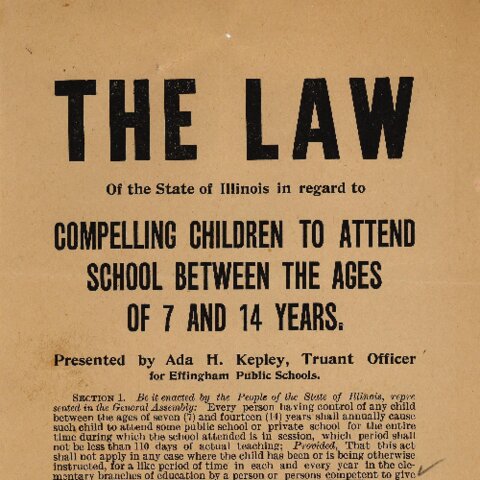 THE LAW
Of the State of Illinois in regard to
COMPELLING CHILDREN TO ATTEND
SCHOOL BETWEEN THE AGES
OF 7 AND 14 YEARS.
Presented by Ada H. Kepley, Truant Officer
for Effingham Public Schools.
SECTION 1. Be it enacted by the People of the State of Illinois, repre
sented in the General Assembly: Every person having control of any child
between the ages of seven (7) and fourteen (14) years shall annually cause
such child to attend some public school or private school for the entire
time during which the school attended is in session, which period shall
not be less than 110 days of actual teaching; Provided, That this act
shall not apply in any case where the child has been or is being otherwise
instructed, for a like period of time in each and every year in the ele-
mentary branches of education by a person or persons competent to give